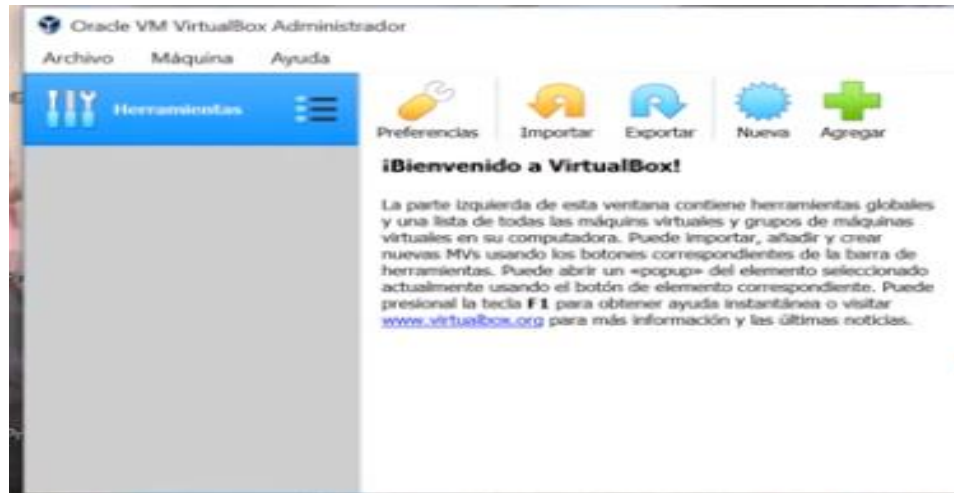 Oracle VM VirtualBox Administrador
Archivo Máquina Ayuda
Herramientas
Preferencias Importar Exportar Nueva Agregar
¡Bienvenido a VirtualBox!
La parte izquierda de esta ventana contiene herramientas globales
y una lista de todas las máquins virtuales y grupos de máquinas
virtuales en su computadora. Puede importar, añadir y crear
nuevas MVs usando los botones correspondientes de la barra de
herramientas. Puede abrir un «popup» del elemento seleccionado
actualmente usando el botón de elemento correspondiente. Puede
presional la tecla F1 para obtener ayuda instantánea o visitar
www.virtualbox.org para más información y las últimas noticias.